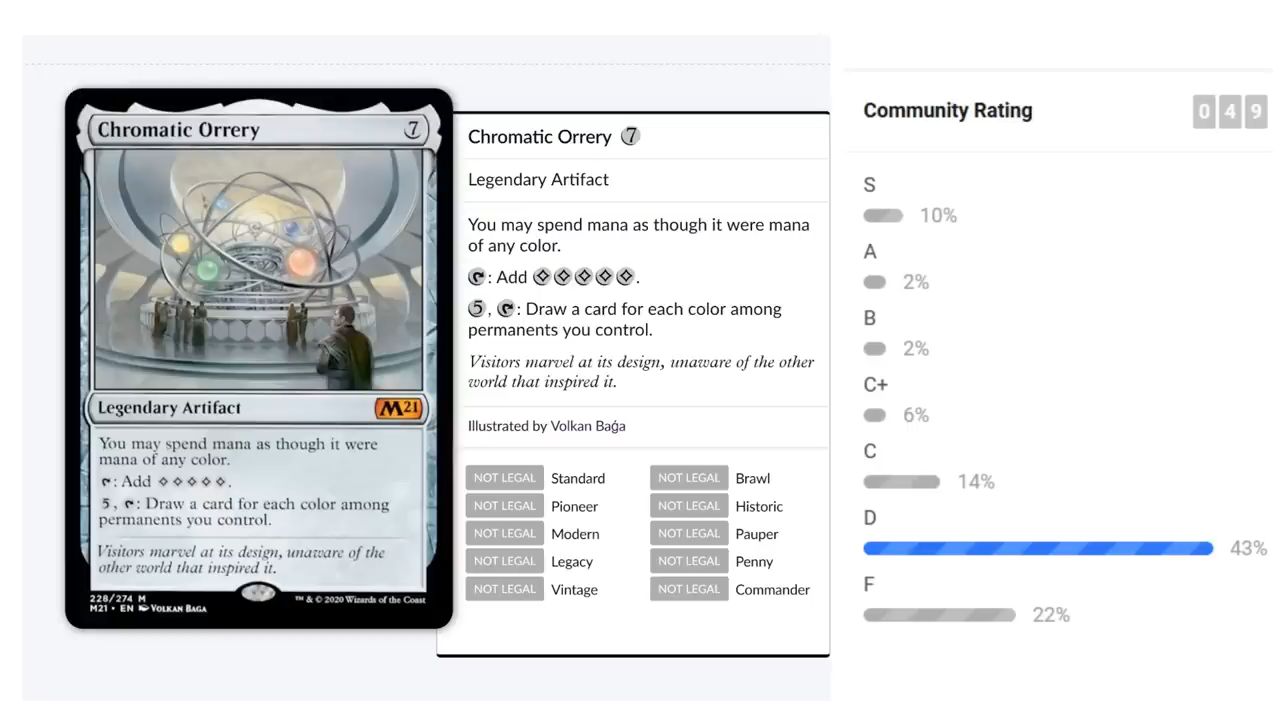 Chromatic Orrery 7
Legendary Artifact M21
You may spend mana as though it were
mana of any color.
: Add .
5, : Draw a card for each color among
permanents you control.
Visitors marvel at its design, unaware of the
other world that inspired it.
228/274 M
M21 • EN VOLKAN BAGA
™ & © 2020 Wizards of the Coast
Chromatic Orrery 7
Legendary Artifact
You may spend mana as though it were mana
of any color.
: Add .
5, : Draw a card for each color among
permanents you control.
Visitors marvel at its design, unaware of the other
world that inspired it.
Illustrated by Volkan Baǵa
NOT LEGAL Standard NOT LEGAL Brawl
NOT LEGAL Pioneer NOT LEGAL Historic
NOT LEGAL Modern NOT LEGAL Pauper
NOT LEGAL Legacy NOT LEGAL Penny
NOT LEGAL Vintage NOT LEGAL Commander
Community Rating 0 4 9
S
10%
A
2%
B
2%
C+
6%
C
14%
D
43%
F
22%